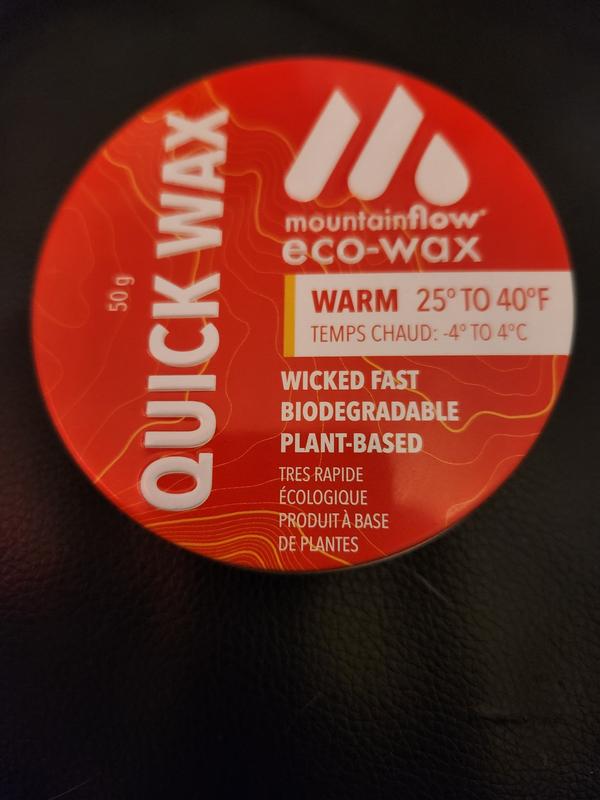 QUICK WAX
50 g
mountainflow®
eco-wax
WARM 25° TO 40°F
TEMPS CHAUD: -4° TO 4°C
WICKED FAST
BIODEGRADABLE
PLANT-BASED
TRES RAPIDE
ÉCOLOGIQUE
PRODUIT À BASE
DE PLANTES